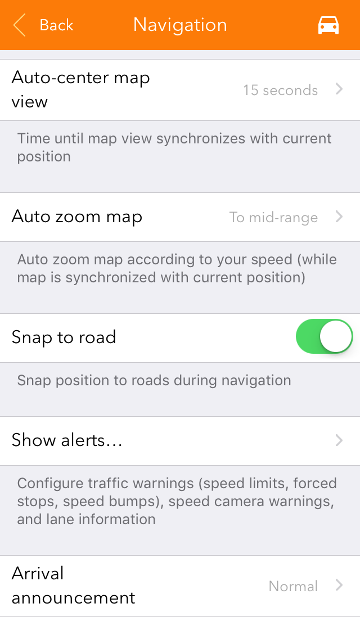 Back Navigation
Auto-center map
view
15 seconds
Time until map view synchronizes with current
position
Auto zoom map To mid-range
Auto zoom map according to your speed (while
map is synchronized with current position)
Snap to road
Snap position to roads during navigation
Show alerts...
Configure traffic warnings (speed limits, forced
stops, speed bumps), speed camera warnings,
and lane information
Arrival
announcement
Normal